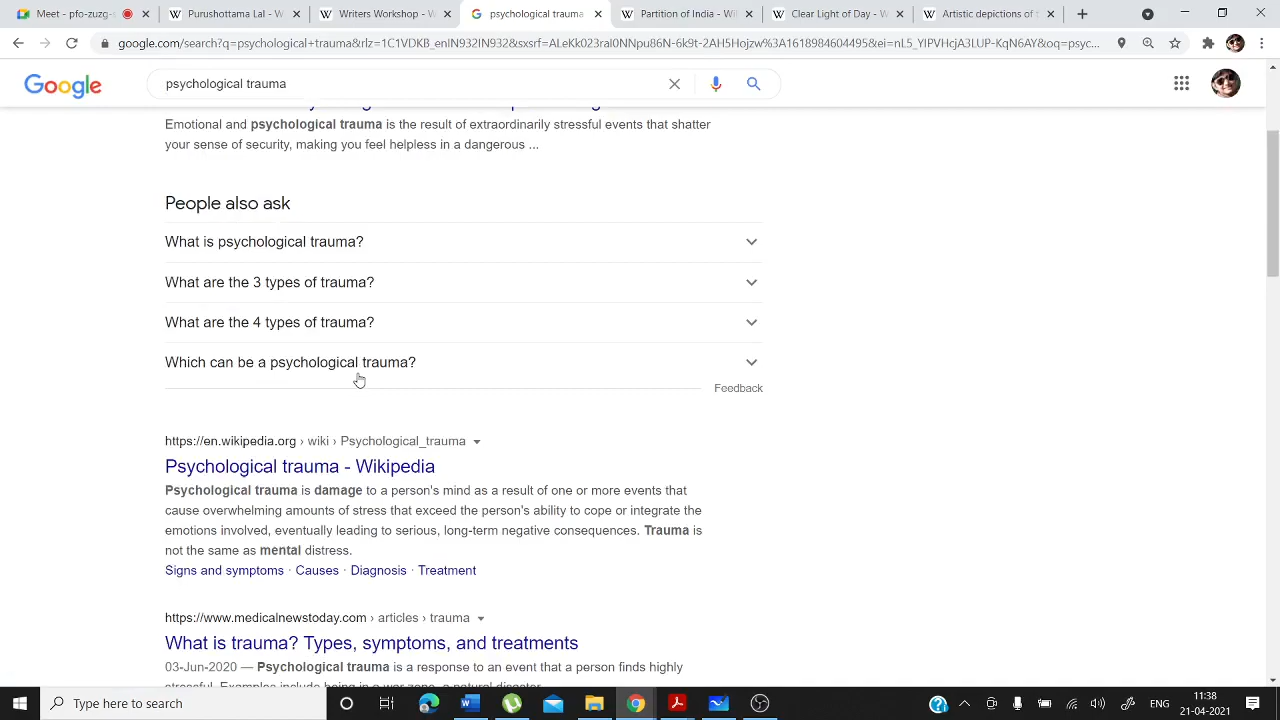 Meet - pfo-zuzg-
Purushottama Lal - W
Writers Workshop - W
psychological trauma
Partition of India - Wi
Clear Light of Day - W
Artistic depictions of
google.com/search?q=psychological+trauma&rlz=1C1VDKB_enIN932IN932&sxsrf=ALeKk023ral0NNpu86N-6k9t-2AH5Hojzw%3A1618984604495&ei=nL5_YIPVHcjA3LUP-KqN6AY&oq=psyc...
Google
psychological trauma
Emotional and psychological trauma is the result of extraordinarily stressful events that shatter
your sense of security, making you feel helpless in a dangerous ...
People also ask
What is psychological trauma?
What are the 3 types of trauma?
What are the 4 types of trauma?
Which can be a psychological trauma?
Feedback
https://en.wikipedia.org › wiki › Psychological_trauma
Psychological trauma - Wikipedia
Psychological trauma is damage to a person's mind as a result of one or more events that
cause overwhelming amounts of stress that exceed the person's ability to cope or integrate the
emotions involved, eventually leading to serious, long-term negative consequences. Trauma is
not the same as mental distress.
Signs and symptoms · Causes · Diagnosis · Treatment
https://www.medicalnewstoday.com › articles › trauma
What is trauma? Types, symptoms, and treatments
03-Jun-2020 — Psychological trauma is a response to an event that a person finds highly
stressful. Examples include being in a war zone, a natural disaster
Type here to search
ENG
11:38
21-04-2021